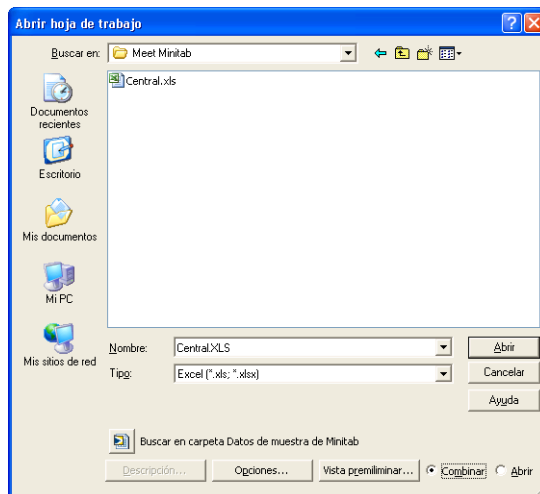 Abrir hoja de trabajo
Buscar en: Meet Minitab
Central.xls
Documentos
recientes
Escritorio
Mis documentos
Mi PC
Mis sitios de red
Nombre: Central.XLS
Tipo: Excel (*.xls; *.xlsx)
Abrir
Cancelar
Ayuda
Buscar en carpeta Datos de muestra de Minitab
Descripción... Opciones... Vista premiliminar... Combinar Abrir